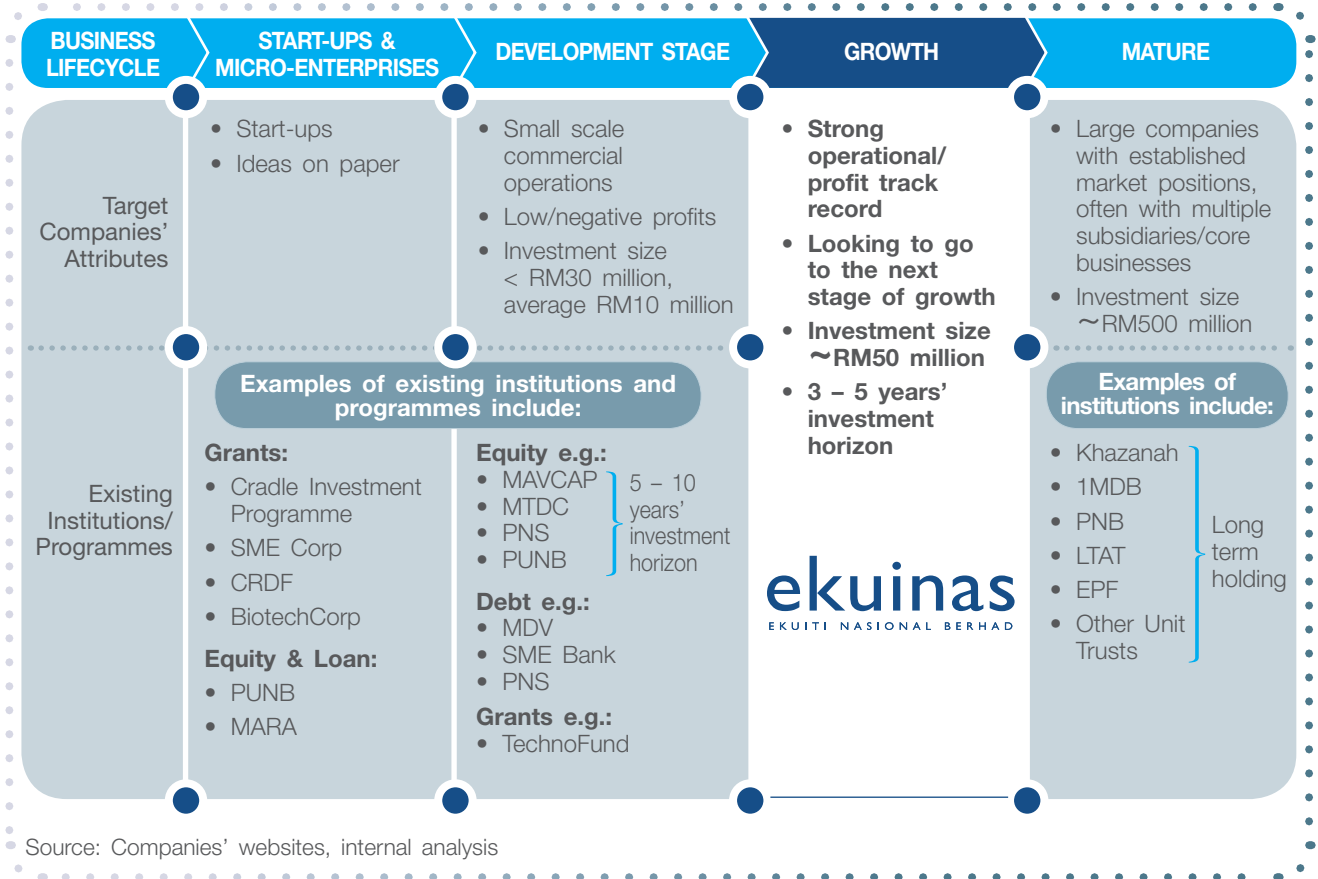 BUSINESS
LIFECYCLE
START-UPS &
MICRO-ENTERPRISES
DEVELOPMENT STAGE
GROWTH
MATURE
Target
Companies’
Attributes
• Start-ups
• Ideas on paper
• Small scale
commercial
operations
• Low/negative profits
• Investment size
< RM30 million,
average RM10 million
• Strong
operational/
profit track
record
• Looking to go
to the next
stage of growth
• Investment size
~RM50 million
• 3 – 5 years’
investment
horizon
• Large companies
with established
market positions,
often with multiple
subsidiaries/core
businesses
• Investment size
~RM500 million
Existing
Institutions/
Programmes
Examples of existing institutions and
programmes include:
Grants:
• Cradle Investment
Programme
• SME Corp
• CRDF
• BiotechCorp
Equity & Loan:
• PUNB
• MARA
Equity e.g.:
• MAVCAP
• MTDC
• PNS
• PUNB
5 – 10
years’
investment
horizon
Debt e.g.:
• MDV
• SME Bank
• PNS
Grants e.g.:
• TechnoFund
ekuinas
EKUITI NASIONAL BERHAD
Examples of
institutions include:
• Khazanah
• 1MDB
• PNB
• LTAT
• EPF
• Other Unit
Trusts
Long
term
holding
Source: Companies’ websites, internal analysis